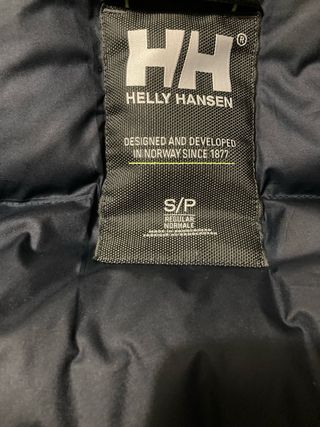 HH®
HELLY HANSEN
DESIGNED AND DEVELOPED
IN NORWAY SINCE 1877
S/P
REGULAR
NORMALE